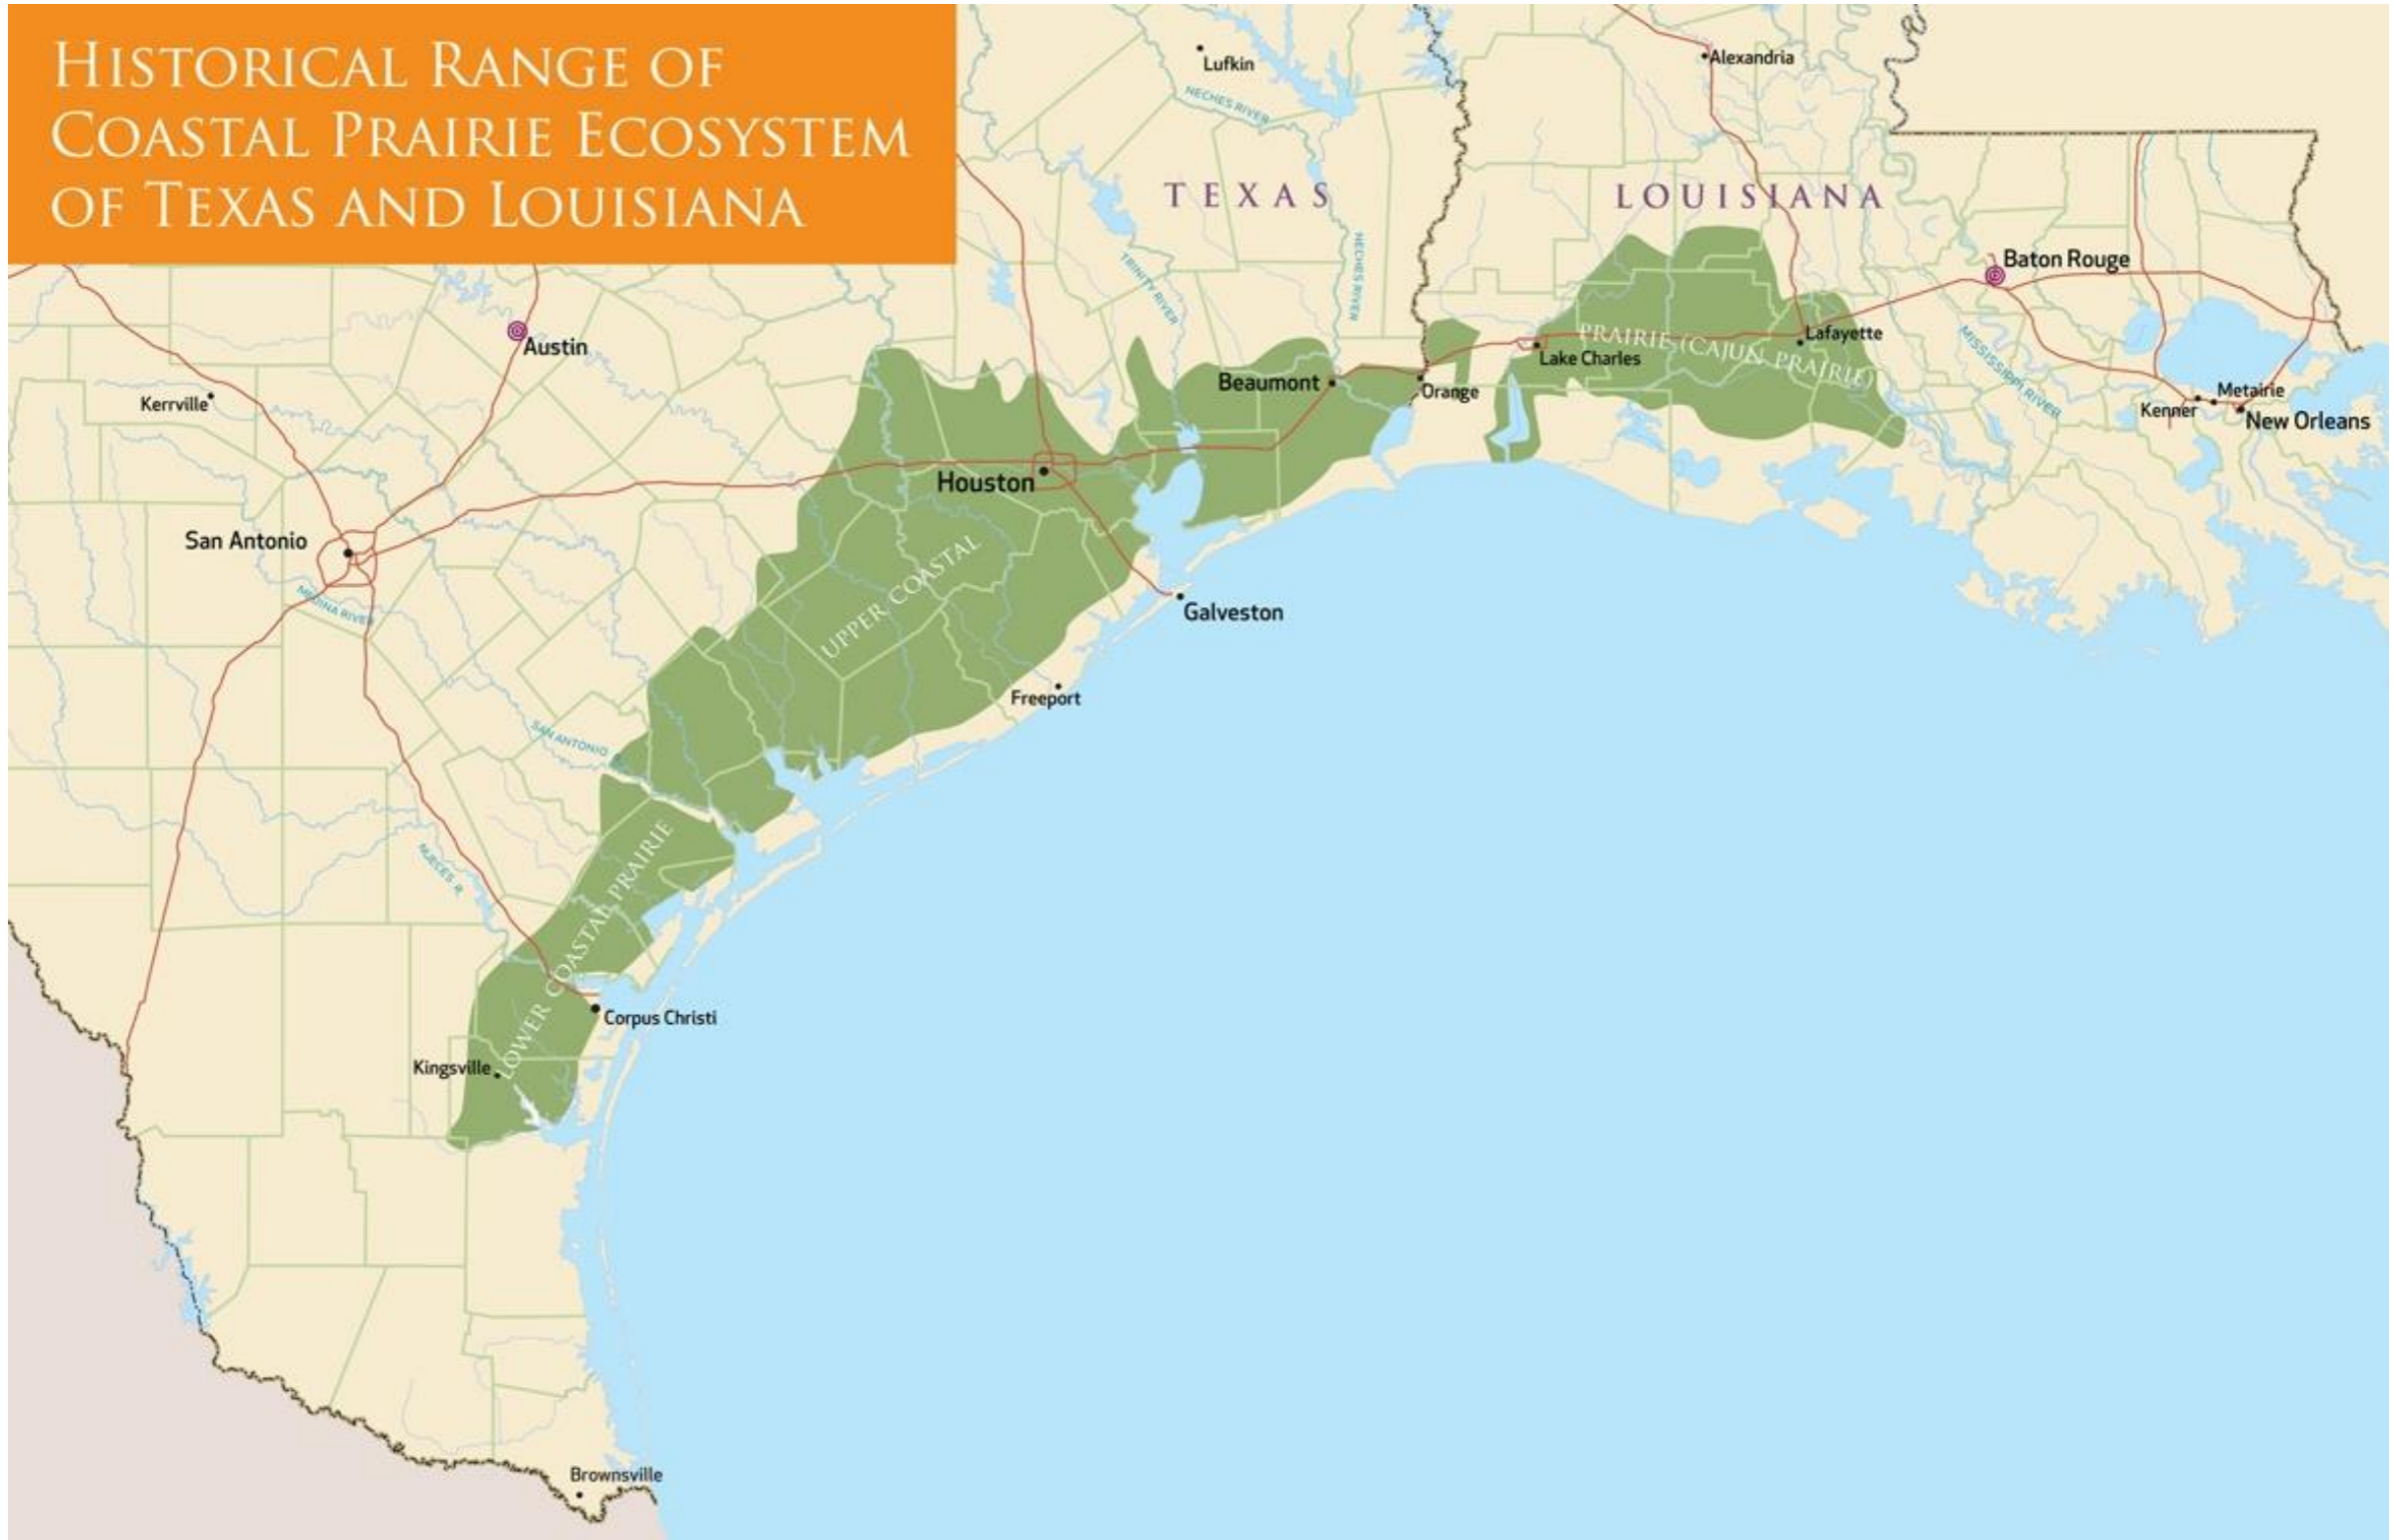 HISTORICAL RANGE OF
COASTAL PRAIRIE ECOSYSTEM
OF TEXAS AND LOUISIANA
Lufkin
Alexandria
NECHES RIVER
TEXAS
LOUISIANA
TRINITY RIVER
NECHES RIVER
Baton Rouge
Austin
PRAIRIE (CAJUN PRAIRIE)
Lafayette
Lake Charles
MISSISSIPPI RIVER
Beaumont
Orange
Kerrville
Metairie
Kenner
New Orleans
Houston
San Antonio
MEDINA RIVER
UPPER COASTAL
Galveston
Freeport
SAN ANTONIO
LOWER COASTAL PRAIRIE
NUECES R.
Corpus Christi
Kingsville
Brownsville